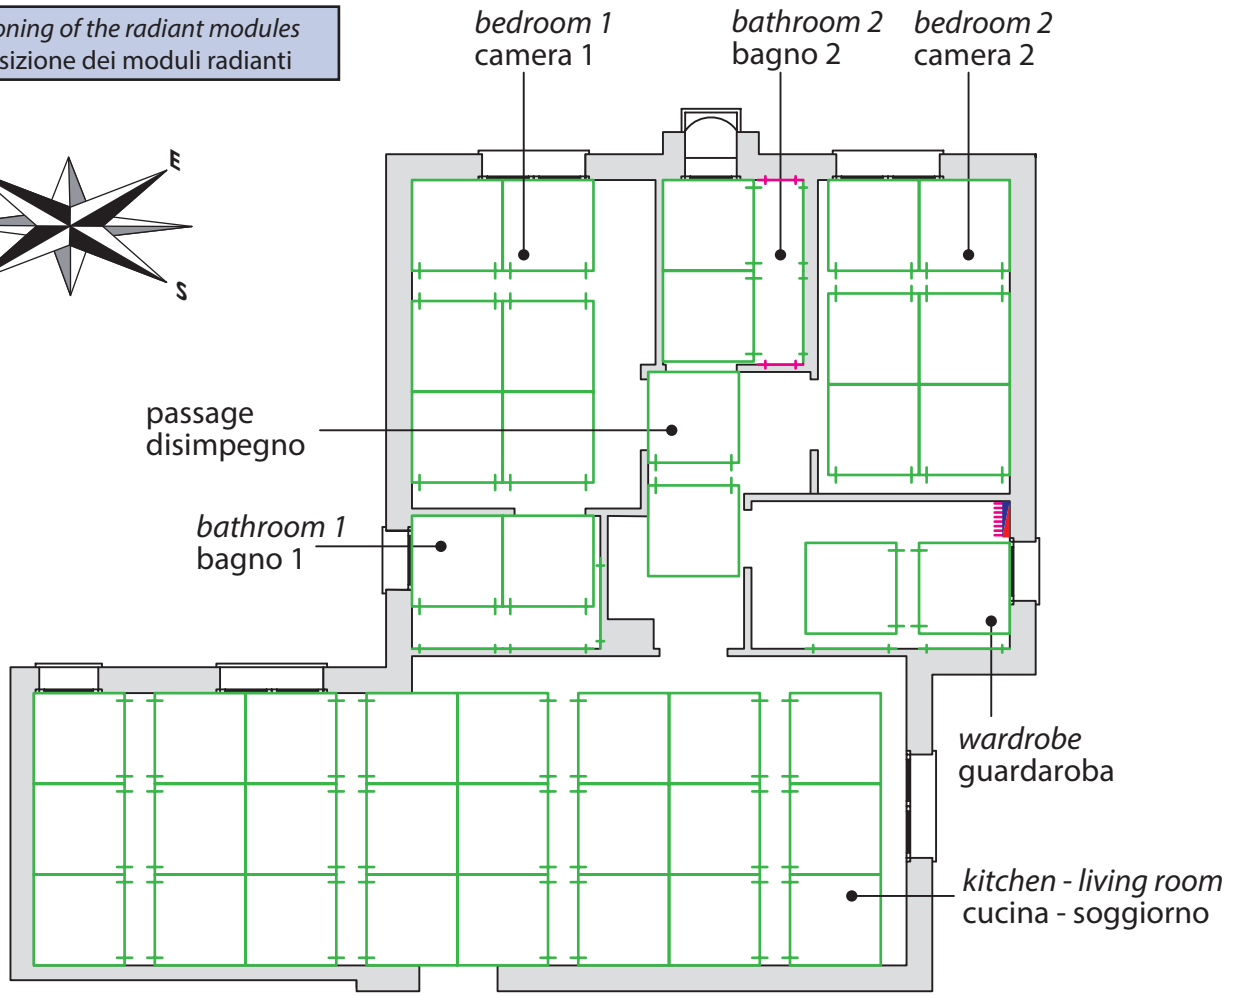 oning of the radiant modules
sizione dei moduli radianti
bedroom 1
camera 1
bathroom 2
bagno 2
bedroom 2
camera 2
E
S
passage
disimpegno
bathroom 1
bagno 1
wardrobe
guardaroba
kitchen - living room
cucina - soggiorno